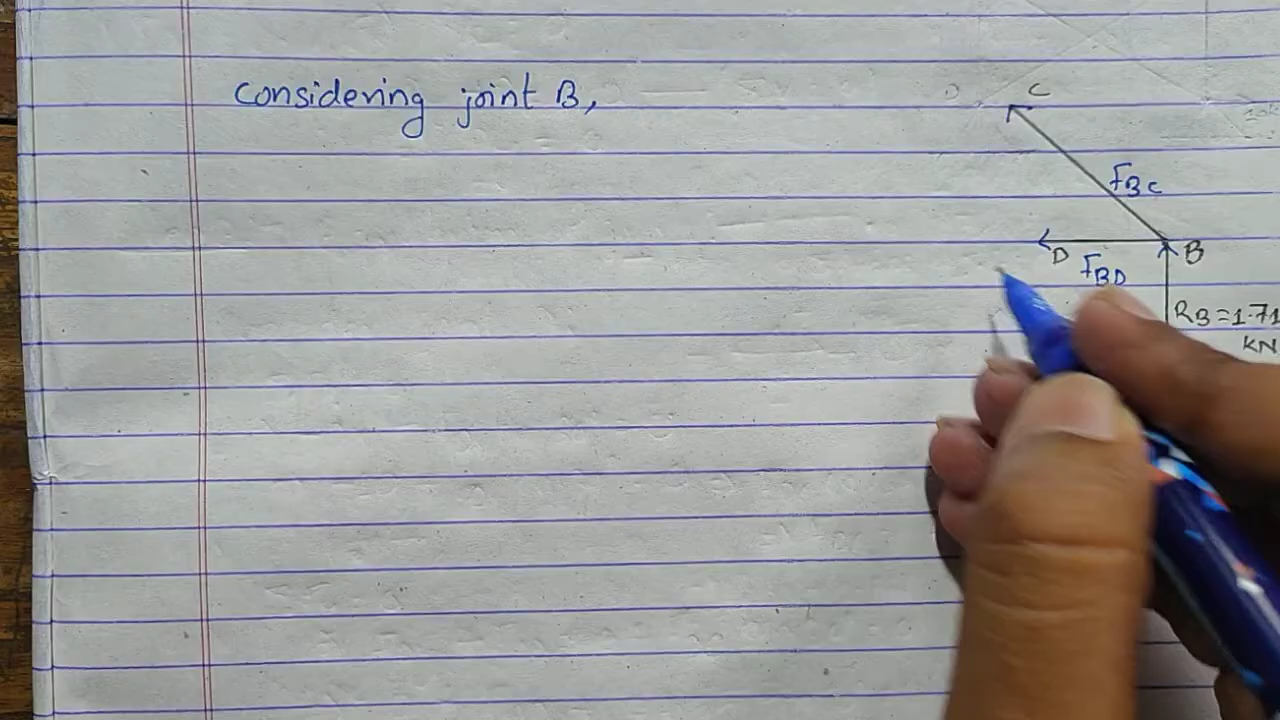 Considering joint B,
C
FBC
D
B
FBD
RB = 1.71
KN